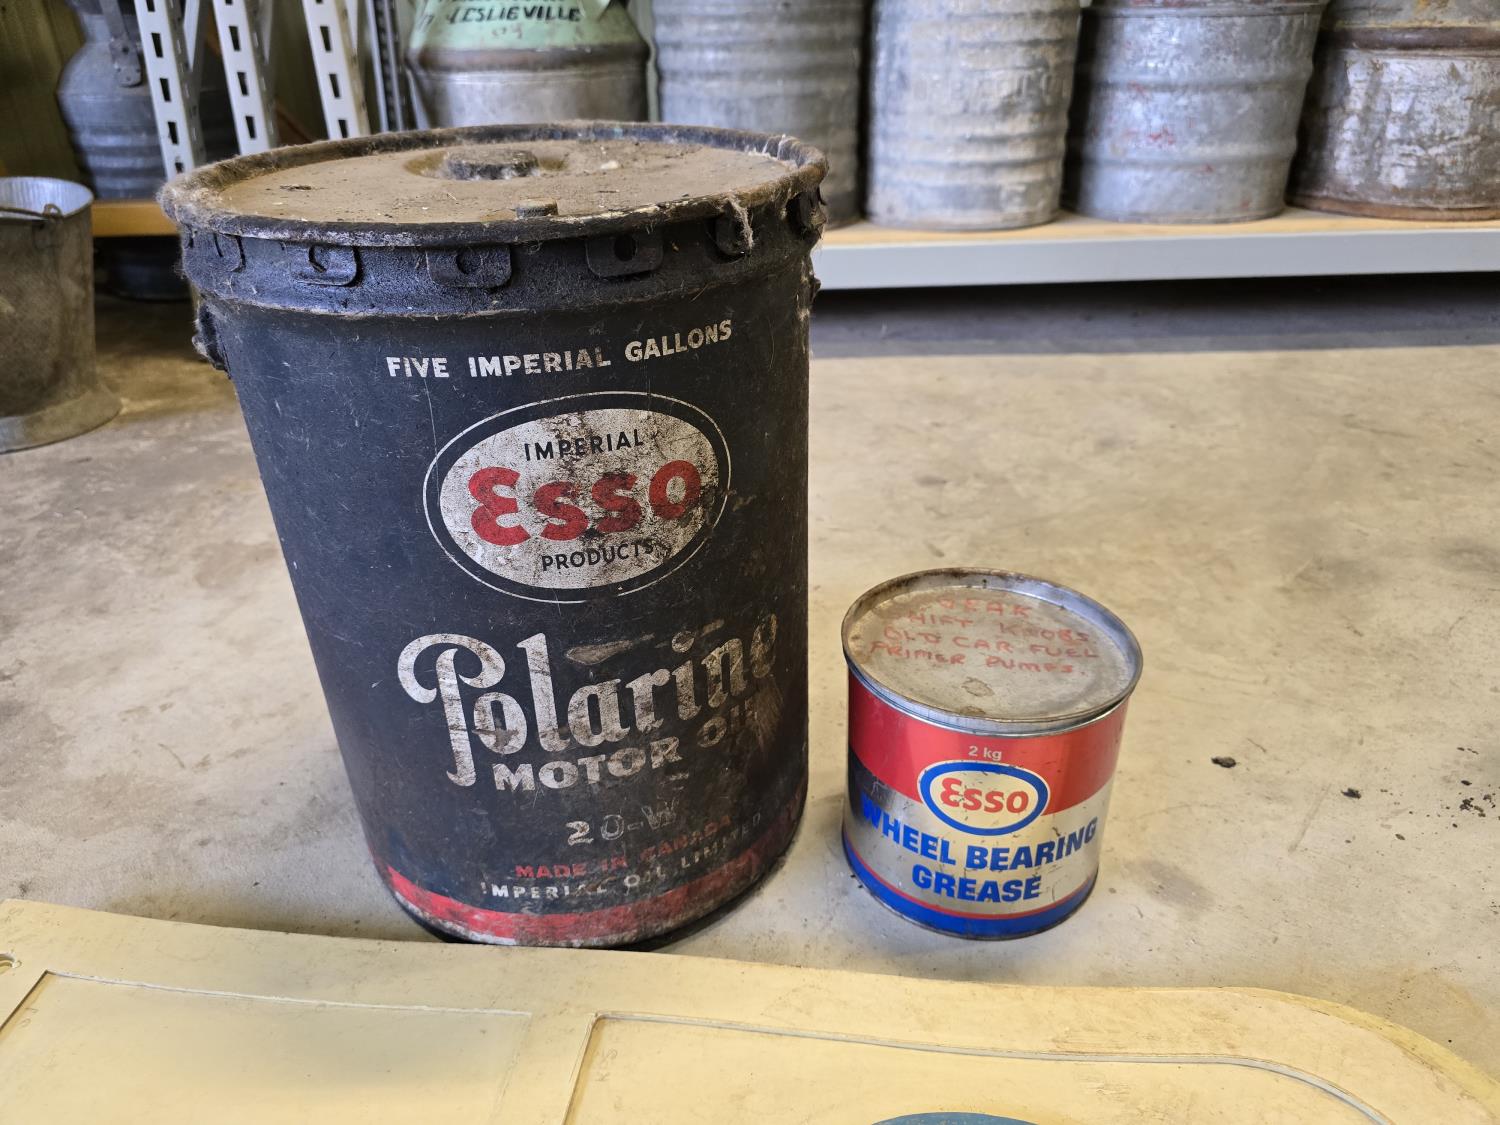 LESLIEVILLE
FIVE IMPERIAL GALLONS
IMPERIAL
Esso
PRODUCTS
Polarine
MOTOR OIL
20-W
MADE IN CANADA
IMPERIAL OIL LIMITED
GEAR
SHIFT KNOBS
OLD CAR FUEL
PRIMER PUMPS.
2 kg
Esso
WHEEL BEARING
GREASE